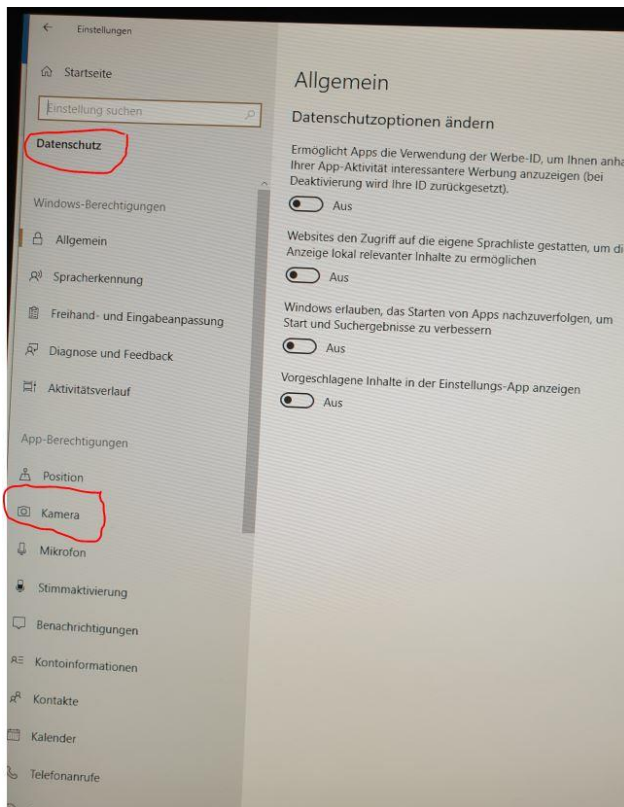 Einstellungen
Startseite
Einstellung suchen
Datenschutz
Windows-Berechtigungen
Allgemein
Spracherkennung
Freihand- und Eingabeanpassung
Diagnose und Feedback
Aktivitätsverlauf
App-Berechtigungen
Position
Kamera
Mikrofon
Stimmaktivierung
Benachrichtigungen
Kontoinformationen
Kontakte
Kalender
Telefonanrufe
Allgemein
Datenschutzoptionen ändern
Ermöglicht Apps die Verwendung der Werbe-ID, um Ihnen anha
Ihrer App-Aktivität interessantere Werbung anzuzeigen (bei
Deaktivierung wird Ihre ID zurückgesetzt).
Aus
Websites den Zugriff auf die eigene Sprachliste gestatten, um di
Anzeige lokal relevanter Inhalte zu ermöglichen
Aus
Windows erlauben, das Starten von Apps nachzuverfolgen, um
Start und Suchergebnisse zu verbessern
Aus
Vorgeschlagene Inhalte in der Einstellungs-App anzeigen
Aus